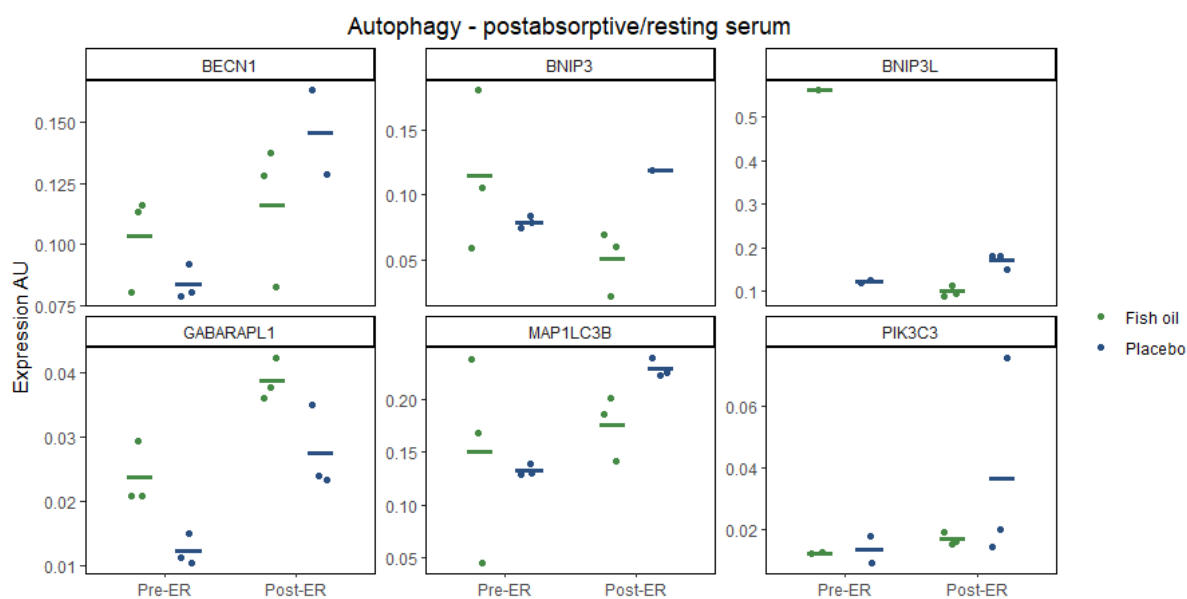 Autophagy - postabsorptive/resting serum
BECN1
BNIP3
BNIP3L
0.150
0.125
0.100
0.075
0.15
0.10
0.05
0.5
0.4
0.3
0.2
0.1
Expression AU
GABARAPL1
MAP1LC3B
PIK3C3
0.04
0.03
0.02
0.01
0.20
0.15
0.10
0.05
0.06
0.04
0.02
Pre-ER
Post-ER
Pre-ER
Post-ER
Pre-ER
Post-ER
Fish oil
Placebo